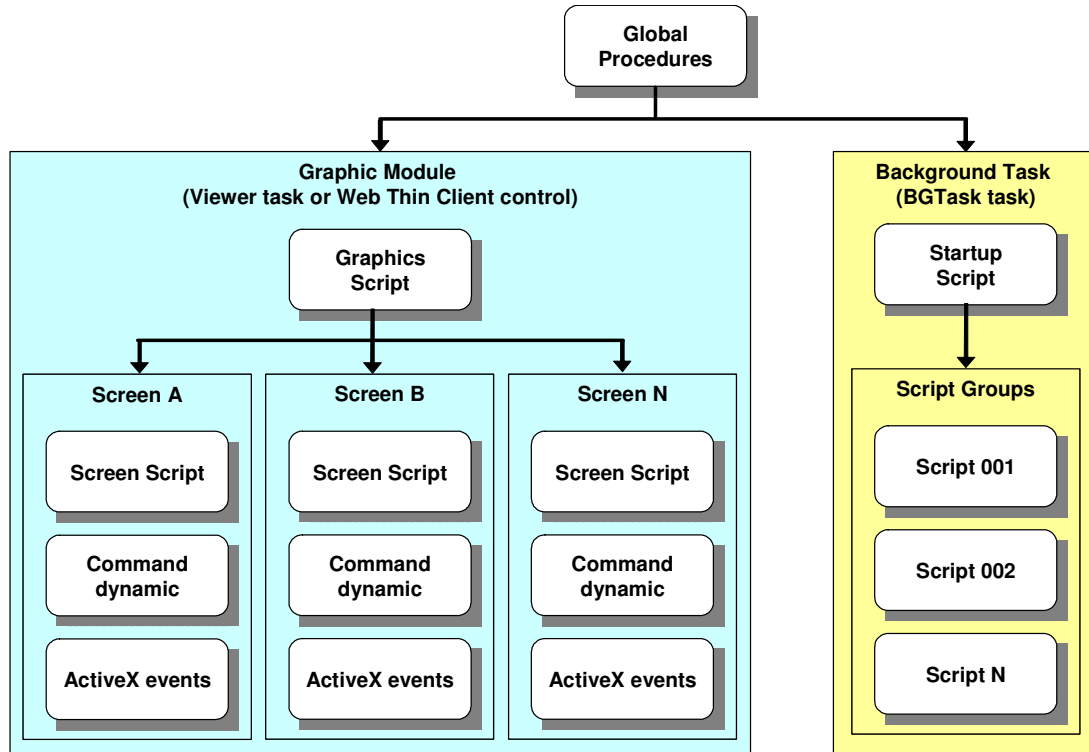 Global
Procedures
Graphic Module
(Viewer task or Web Thin Client control)
Graphics
Script
Screen A
Screen Script
Command
dynamic
ActiveX events
Screen B
Screen Script
Command
dynamic
ActiveX events
Screen N
Screen Script
Command
dynamic
ActiveX events
Background Task
(BGTask task)
Startup
Script
Script Groups
Script 001
Script 002
Script N